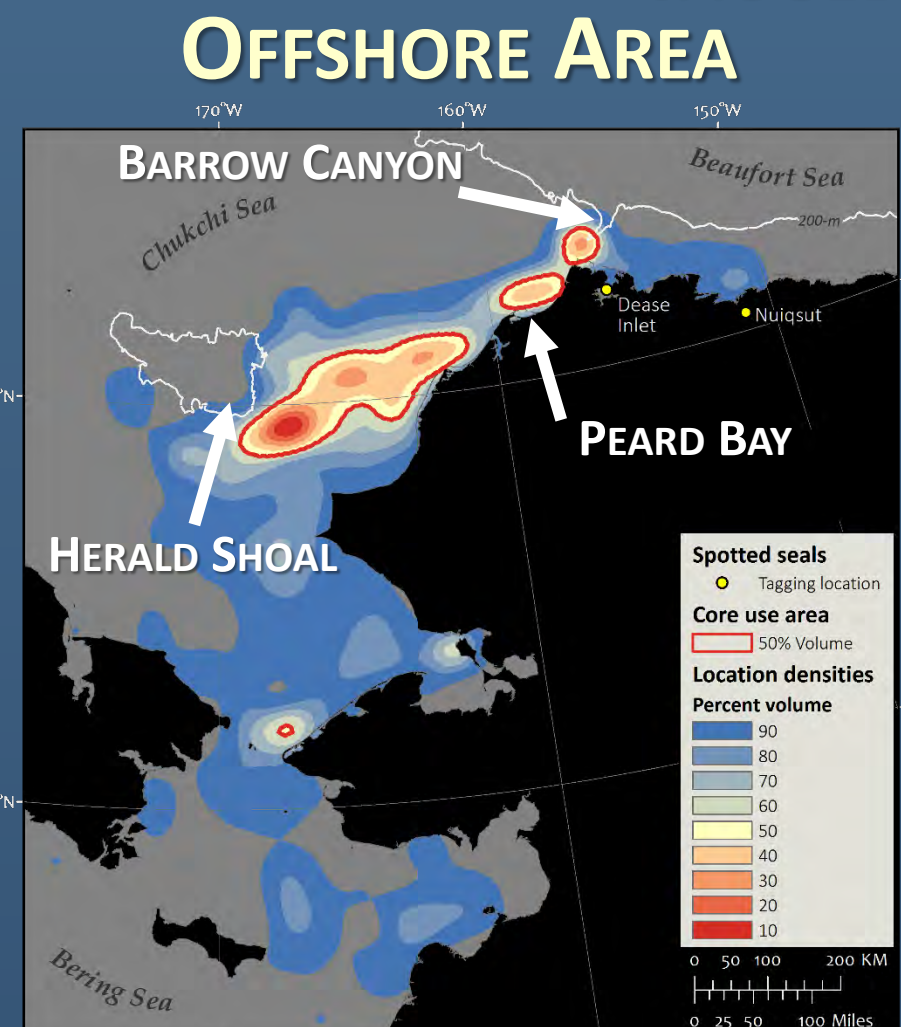 OFFSHORE AREA
170°W 160°W 150°W
BARROW CANYON
Beaufort Sea
Chukchi Sea
200-m
Dease
Inlet
Nuiqsut
°N
PEARD BAY
HERALD SHOAL
Spotted seals
Tagging location
Core use area
50% Volume
Location densities
Percent volume
90
80
70
60
50
40
30
20
10
°N
Bering Sea
0 50 100 200 KM
0 25 50 100 Miles